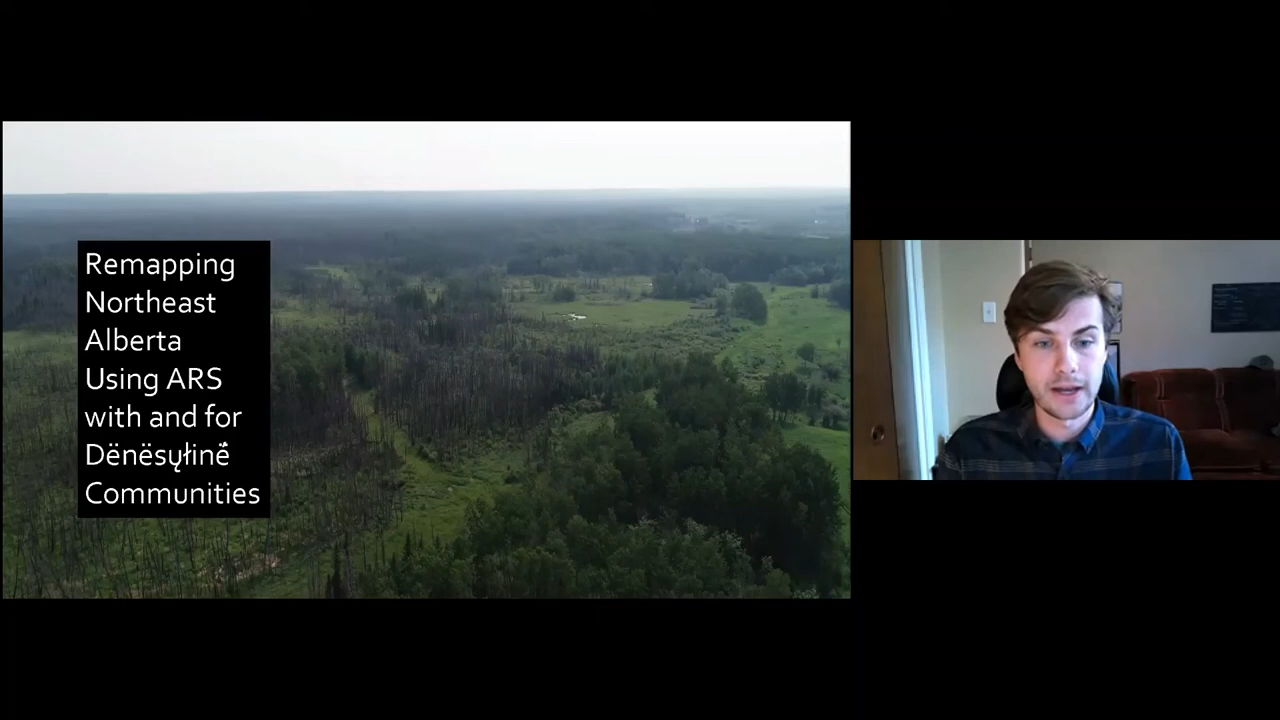 Remapping
Northeast
Alberta
Using ARS
with and for
Dënësųłinë́
Communities